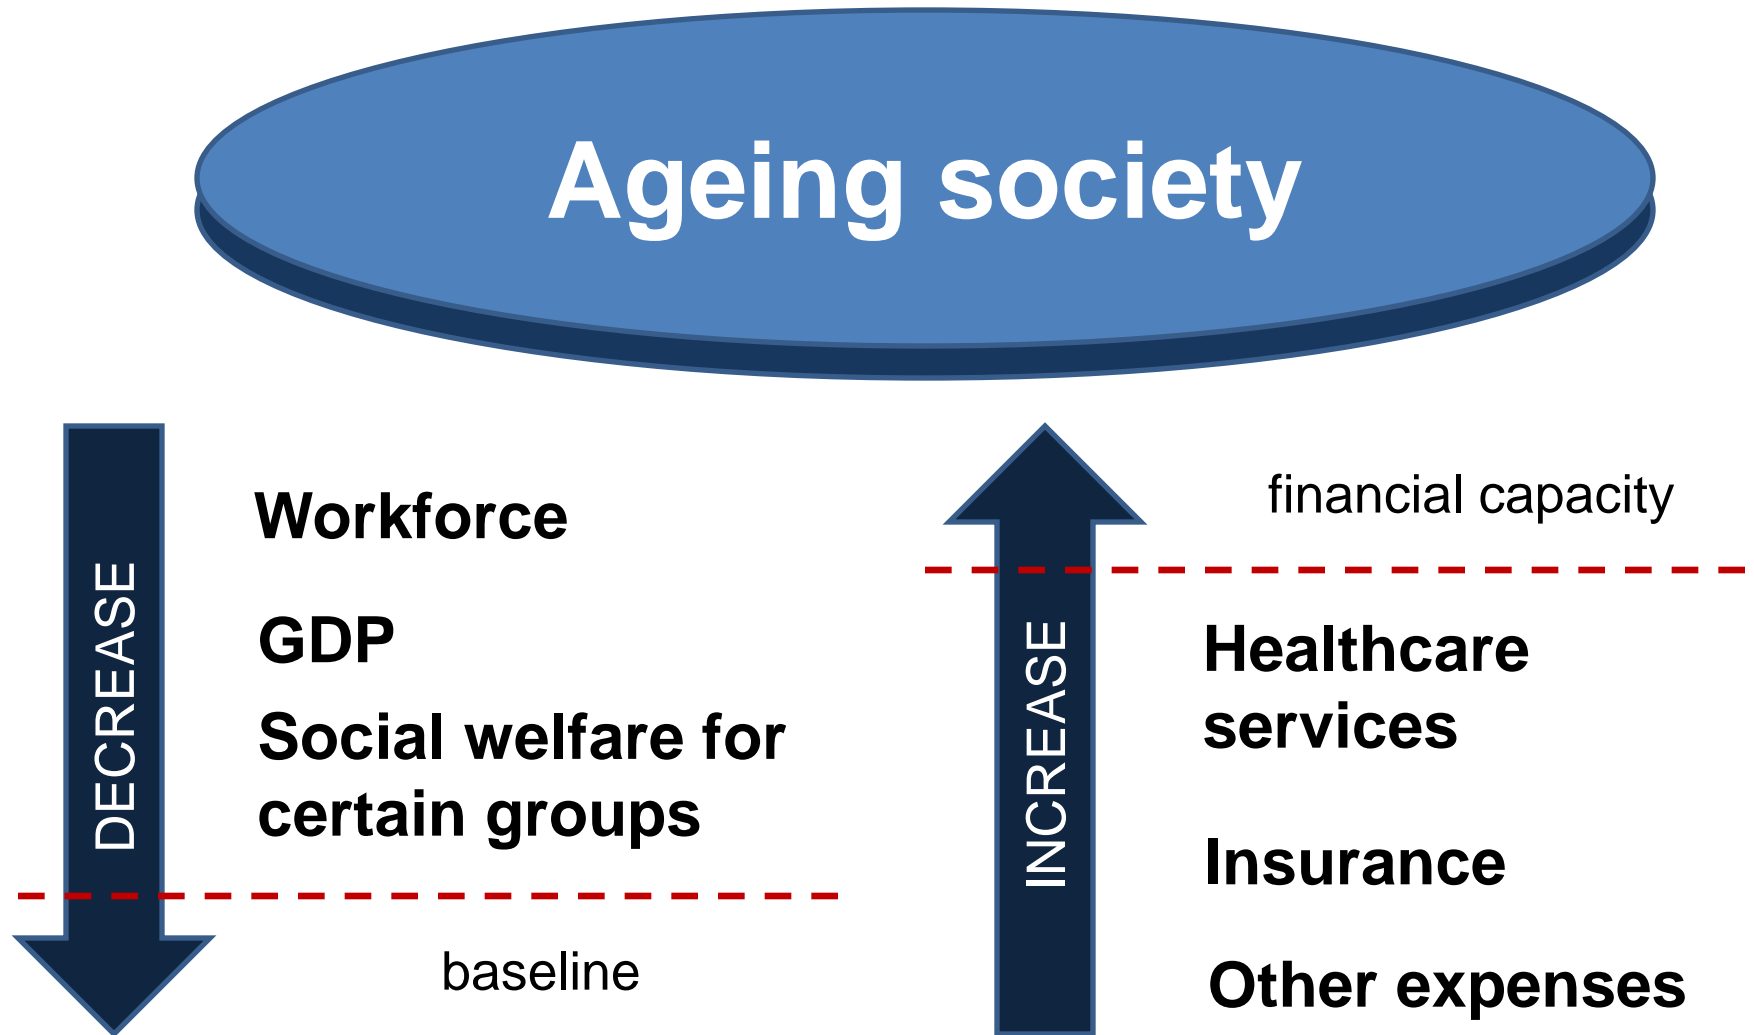 Ageing society
DECREASE
Workforce
GDP
Social welfare for
certain groups
baseline
INCREASE
financial capacity
Healthcare
services
Insurance
Other expenses